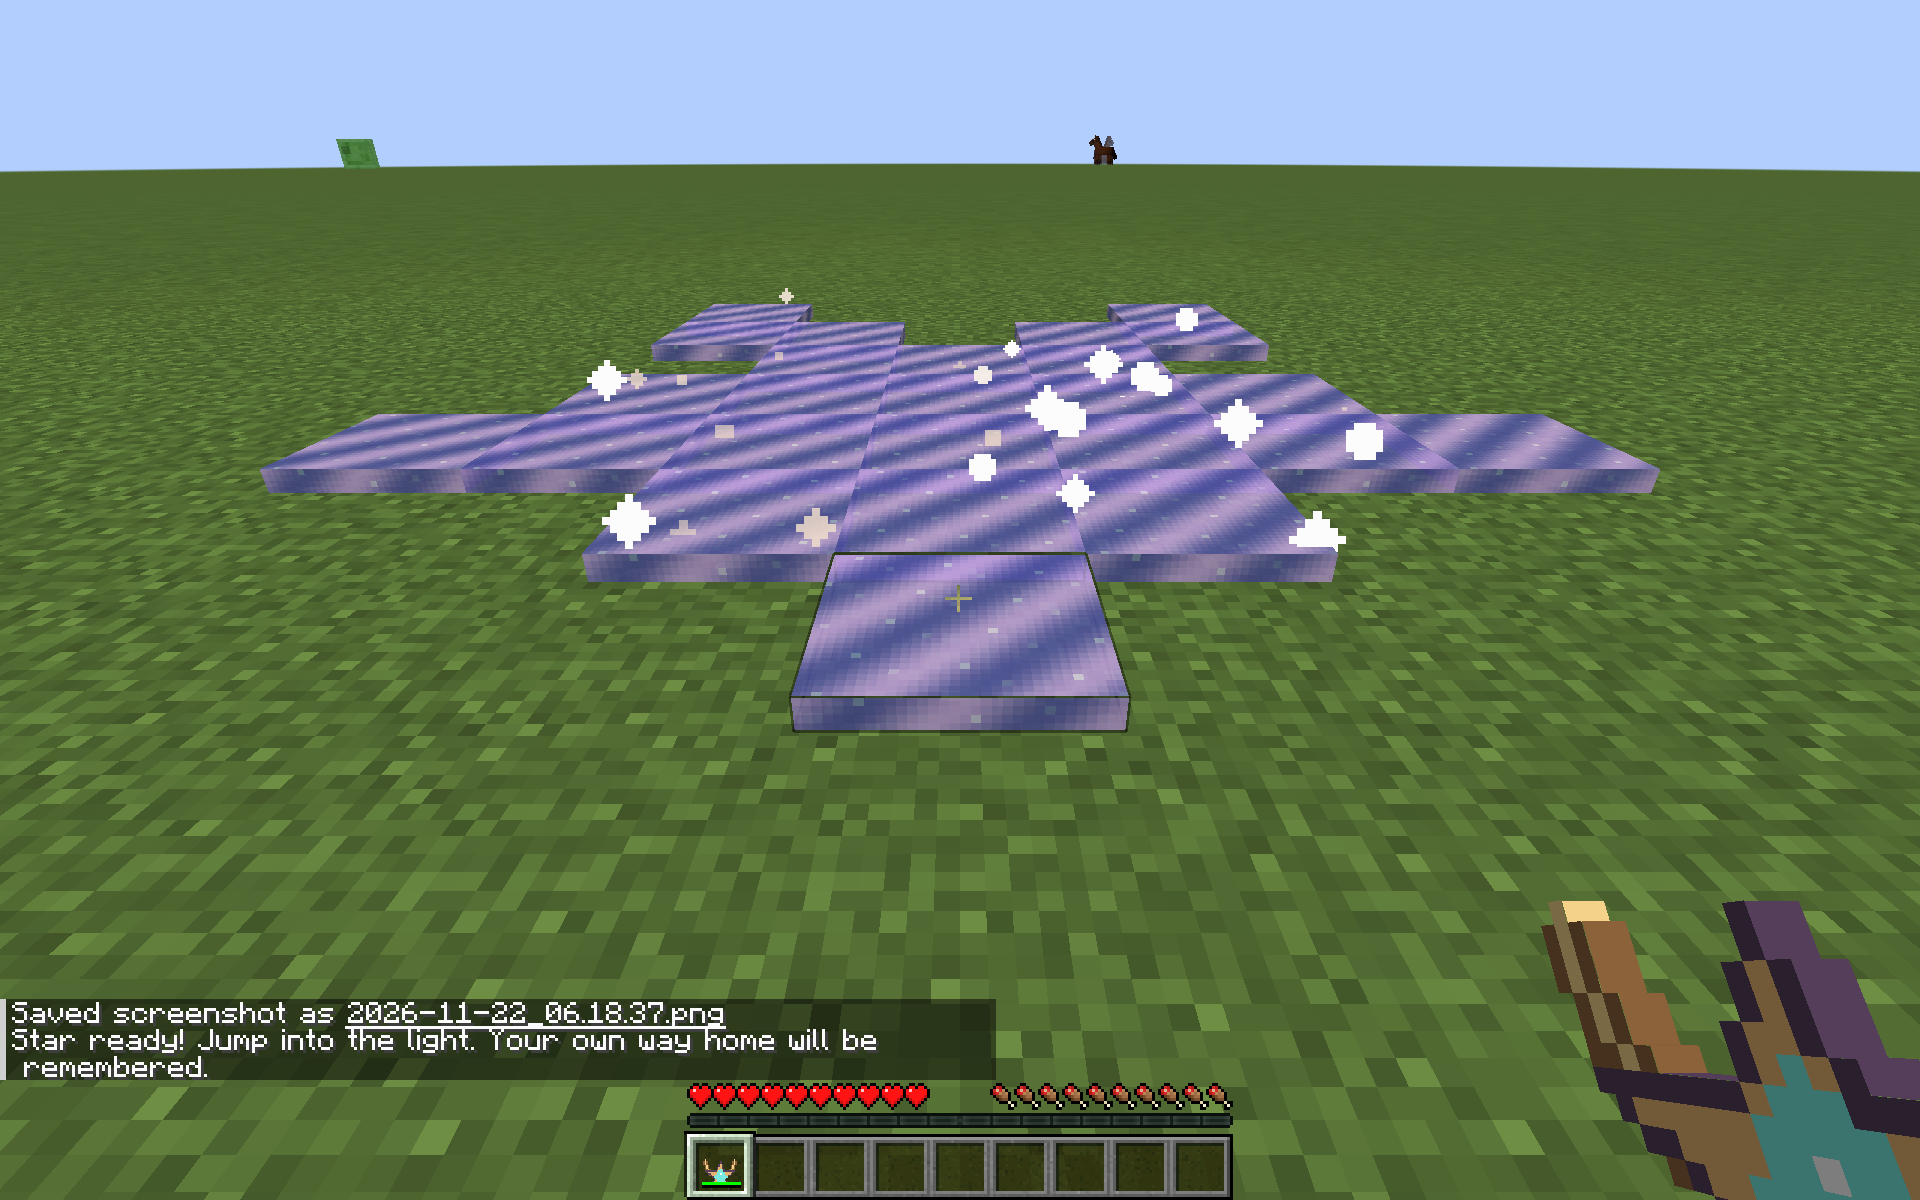 Saved screenshot as 2026-11-22_06.18.37.png
Star ready! Jump into the light. Your own way home will be
remembered.